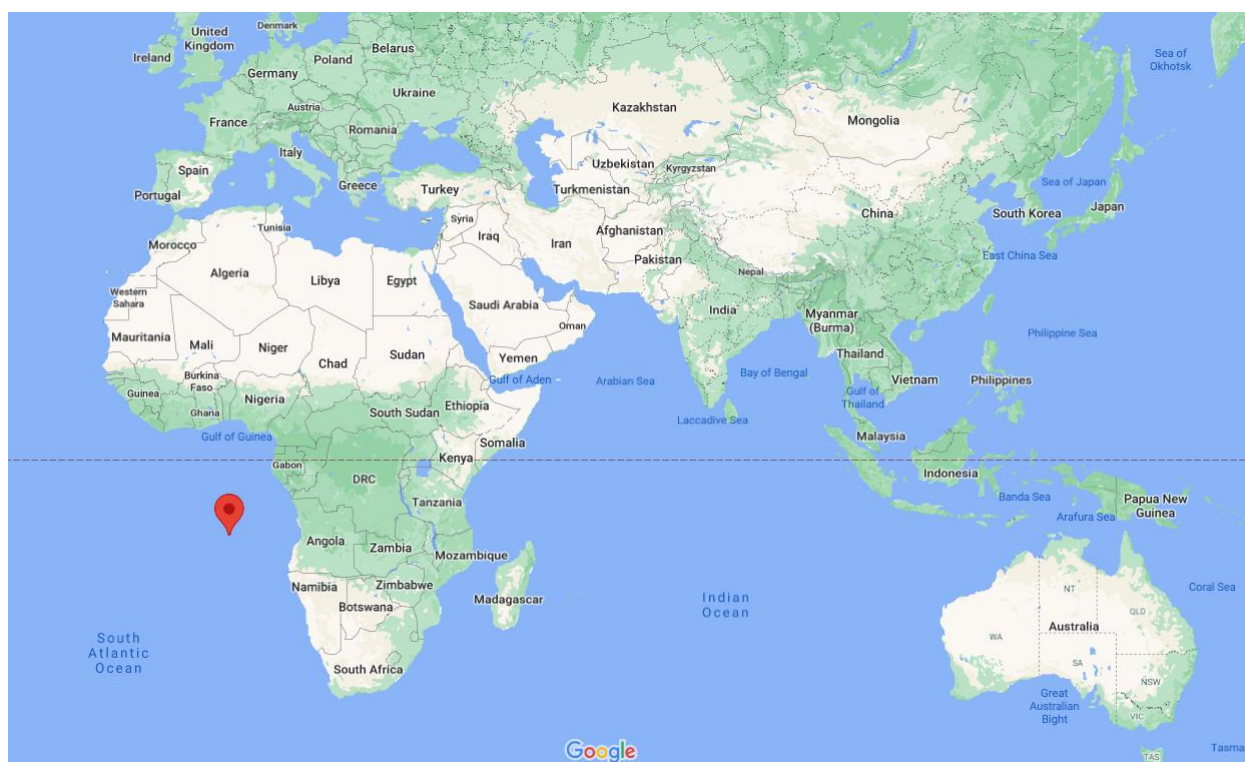 Denmark
United
Kingdom
Ireland
Belarus
Poland
Germany
Ukraine
Austria
France
Romania
Italy
Spain
Portugal
Greece
Turkey
Sea of
Okhotsk
Kazakhstan
Mongolia
Uzbekistan
Kyrgyzstan
Turkmenistan
Sea of Japan
South Korea
Japan
China
Tunisia
Syria
Morocco
Iraq
Iran
Afghanistan
Pakistan
East China Sea
Algeria
Libya
Egypt
Nepal
Western
Sahara
Saudi Arabia
India
Myanmar
(Burma)
Oman
Mauritania
Mali
Niger
Chad
Sudan
Yemen
Thailand
Philippine Sea
Burkina
Faso
Guinea
Ghana
Nigeria
South Sudan
Ethiopia
Gulf of Aden
Arabian Sea
Bay of Bengal
Gulf of
Thailand
Vietnam
Philippines
Laccadive Sea
Gulf of Guinea
Somalia
Malaysia
Gabon
Kenya
DRC
Tanzania
Indonesia
Banda Sea
Arafura Sea
Papua New
Guinea
Angola
Zambia
Mozambique
Namibia
Zimbabwe
Botswana
Madagascar
Indian
Ocean
South
Atlantic
Ocean
South Africa
Coral Sea
NT
QLD
Australia
WA
SA
NSW
Great
Australian
Bight
VIC
TAS
Tasma
Google